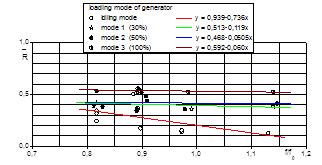 loading mode of generator
idling mode y = 0,939-0,736x
mode 1 (30%) y = 0,513-0,119x
mode 2 (50%) y = 0,468-0,0505x
mode 3 (100%) y = 0,592-0,060x
1,0
0,5
0,0
0,7 0,8 0,9 1,0 1,1 1,2